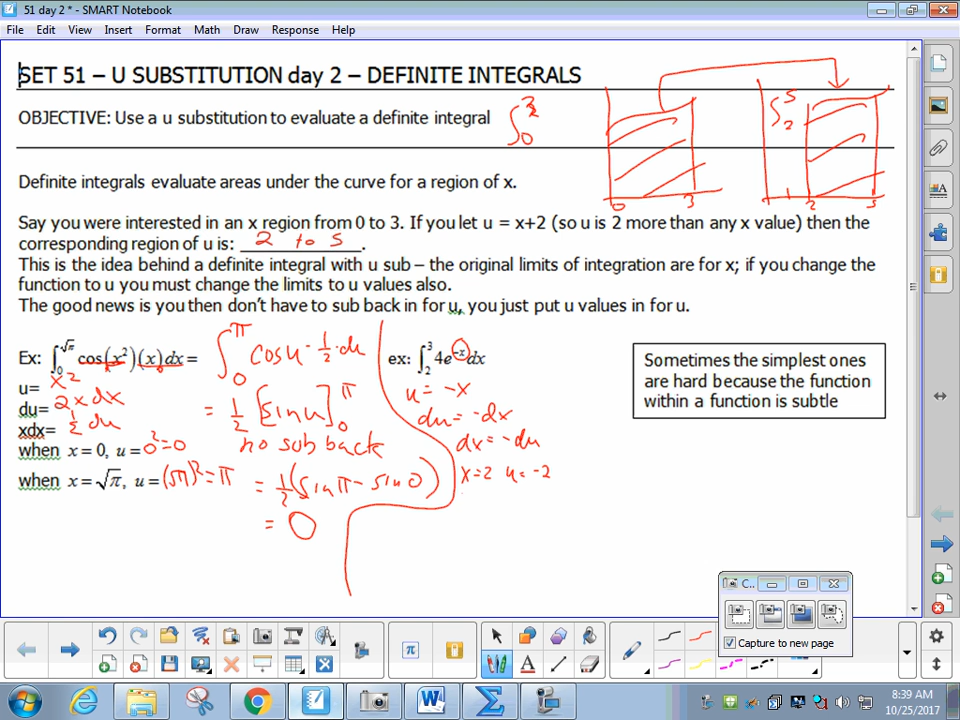 51 day 2 * - SMART Notebook
File Edit View Insert Format Math Draw Response Help
SET 51 – U SUBSTITUTION day 2 – DEFINITE INTEGRALS
OBJECTIVE: Use a u substitution to evaluate a definite integral ∫₀³
0 3
∫₂⁵
2 5
Definite integrals evaluate areas under the curve for a region of x.
Say you were interested in an x region from 0 to 3. If you let u = x+2 (so u is 2 more than any x value) then the
corresponding region of u is: 2 to 5.
This is the idea behind a definite integral with u sub – the original limits of integration are for x; if you change the
function to u you must change the limits to u values also.
The good news is you then don't have to sub back in for u, you just put u values in for u.
Ex: ∫₀^√π cos(x²)(x)dx = ∫₀^π cos u · 1/2 · du
u= x²
du= 2x dx
xdx= 1/2 du
when x = 0, u = 0²=0
when x = √π, u = (√π)² = π
= 1/2 [sin u]₀^π
no sub back
= 1/2 (sin π - sin 0)
= 0
ex: ∫₂³ 4e^(-x) dx
u = -x
du = -dx
dx = -du
x=2 u=-2
Sometimes the simplest ones
are hard because the function
within a function is subtle
C..
Capture to new page
8:39 AM
10/25/2017